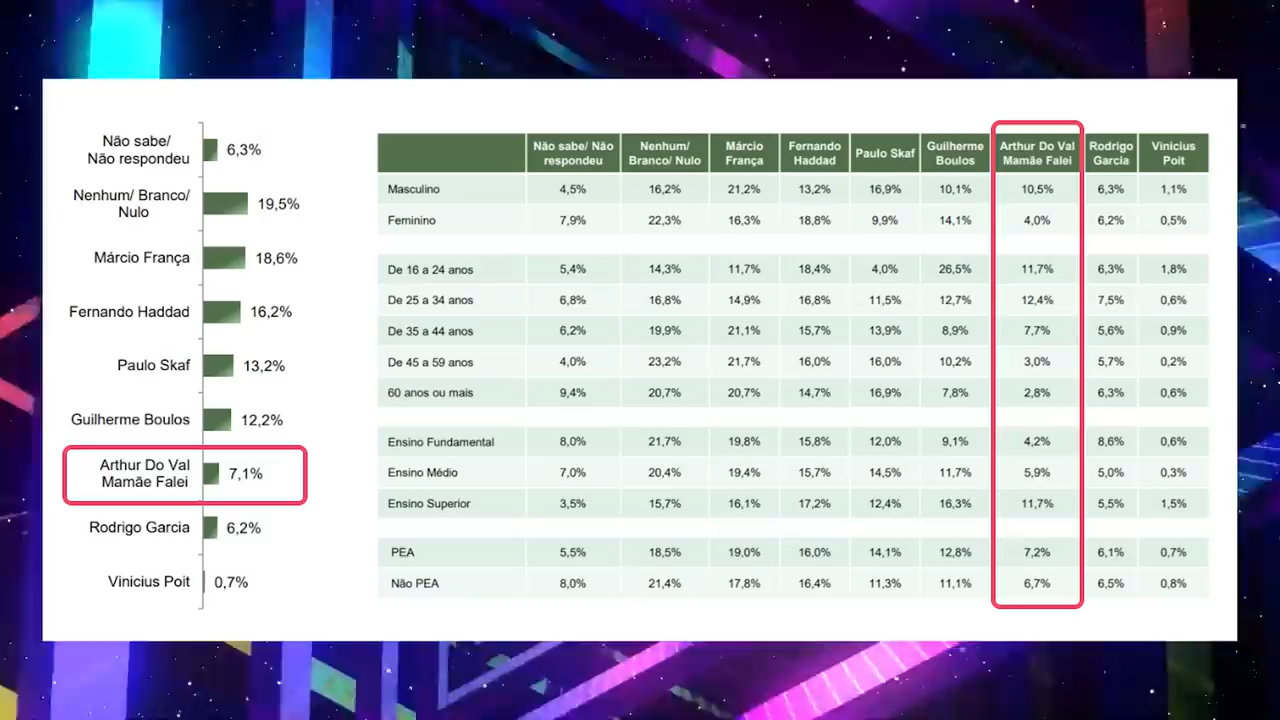 Não sabe/
Não respondeu
6,3%
Nenhum/ Branco/
Nulo
19,5%
Márcio França
18,6%
Fernando Haddad
16,2%
Paulo Skaf
13,2%
Guilherme Boulos
12,2%
Arthur Do Val
Mamãe Falei
7,1%
Rodrigo Garcia
6,2%
Vinicius Poit
0,7%
Não sabe/ Não respondeu Nenhum/ Branco/ Nulo Márcio França Fernando Haddad Paulo Skaf Guilherme Boulos Arthur Do Val Mamãe Falei Rodrigo Garcia Vinicius Poit
Masculino 4,5% 16,2% 21,2% 13,2% 16,9% 10,1% 10,5% 6,3% 1,1%
Feminino 7,9% 22,3% 16,3% 18,8% 9,9% 14,1% 4,0% 6,2% 0,5%
De 16 a 24 anos 5,4% 14,3% 11,7% 18,4% 4,0% 26,5% 11,7% 6,3% 1,8%
De 25 a 34 anos 6,8% 16,8% 14,9% 16,8% 11,5% 12,7% 12,4% 7,5% 0,6%
De 35 a 44 anos 6,2% 19,9% 21,1% 15,7% 13,9% 8,9% 7,7% 5,6% 0,9%
De 45 a 59 anos 4,0% 23,2% 21,7% 16,0% 16,0% 10,2% 3,0% 5,7% 0,2%
60 anos ou mais 9,4% 20,7% 20,7% 14,7% 16,9% 7,8% 2,8% 6,3% 0,6%
Ensino Fundamental 8,0% 21,7% 19,8% 15,8% 12,0% 9,1% 4,2% 8,6% 0,6%
Ensino Médio 7,0% 20,4% 19,4% 15,7% 14,5% 11,7% 5,9% 5,0% 0,3%
Ensino Superior 3,5% 15,7% 16,1% 17,2% 12,4% 16,3% 11,7% 5,5% 1,5%
PEA 5,5% 18,5% 19,0% 16,0% 14,1% 12,8% 7,2% 6,1% 0,7%
Não PEA 8,0% 21,4% 17,8% 16,4% 11,3% 11,1% 6,7% 6,5% 0,8%